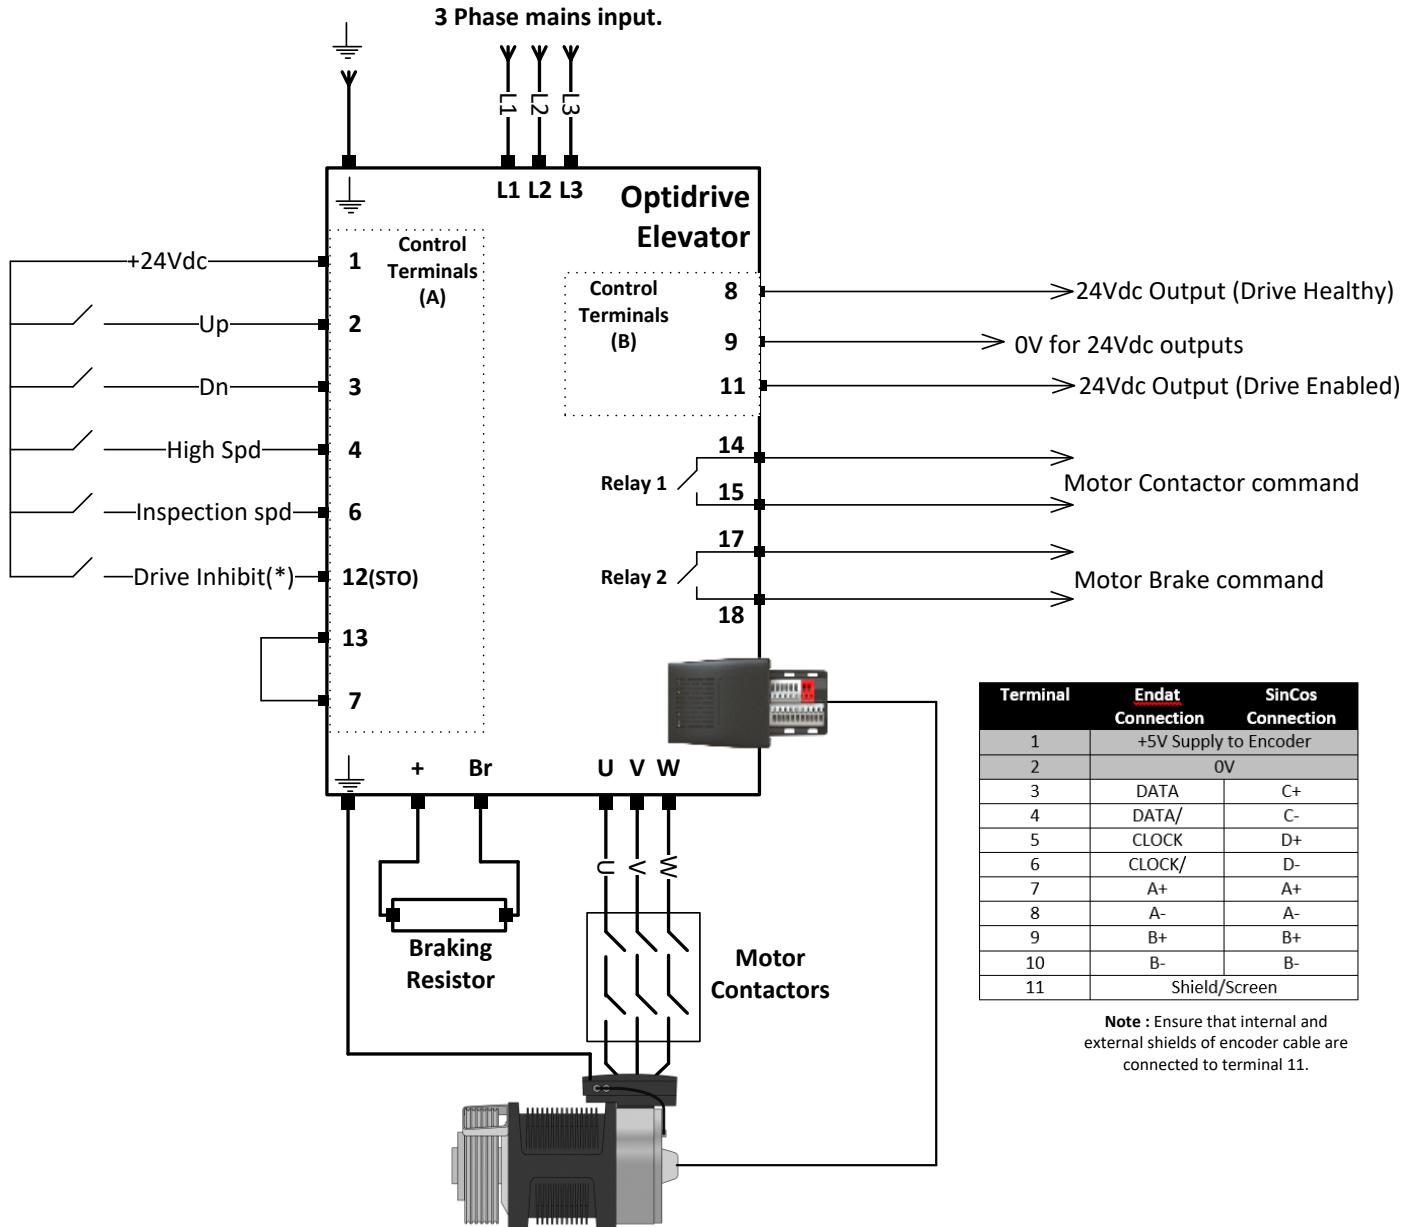 3 Phase mains input.
L1 L2 L3
L1 L2 L3
Optidrive
Elevator
Control
Terminals
(A)
+24Vdc 1
Up 2
Dn 3
High Spd 4
Inspection spd 6
Drive Inhibit(*) 12(STO)
13
7
Control
Terminals
(B)
8 24Vdc Output (Drive Healthy)
9 0V for 24Vdc outputs
11 24Vdc Output (Drive Enabled)
14
Relay 1
15
Motor Contactor command
17
Relay 2
18
Motor Brake command
+ Br U V W
U V W
Braking
Resistor
Motor
Contactors
Terminal Endat Connection SinCos Connection
1 +5V Supply to Encoder
2 0V
3 DATA C+
4 DATA/ C-
5 CLOCK D+
6 CLOCK/ D-
7 A+ A+
8 A- A-
9 B+ B+
10 B- B-
11 Shield/Screen
Note : Ensure that internal and
external shields of encoder cable are
connected to terminal 11.